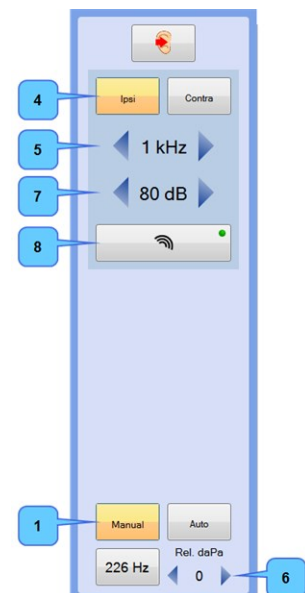 4
Ipsi Contra
5
1 kHz
7
80 dB
8
1
Manual Auto
Rel. daPa
226 Hz
0
6